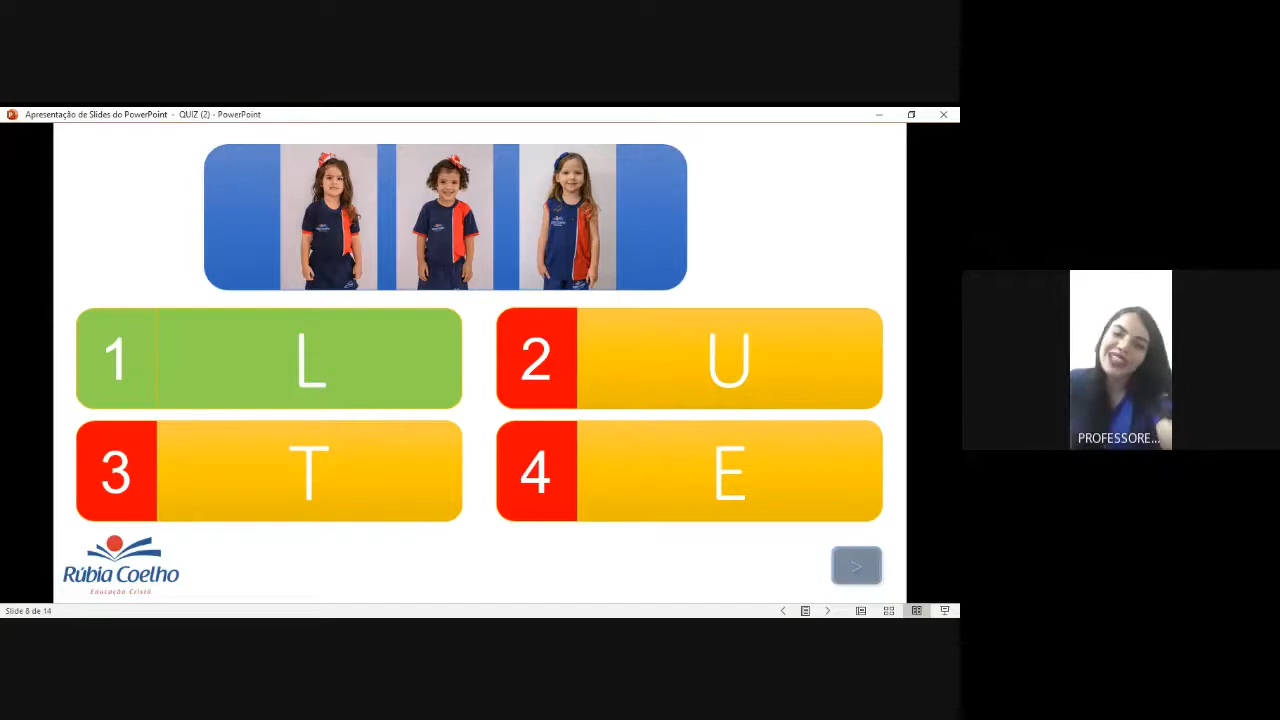 Apresentação de Slides do PowerPoint - QUIZ (2) - PowerPoint
1 L
2 U
3 T
4 E
Rúbia Coelho
Educação Cristã
>
PROFESSORE...
Slide 8 de 14